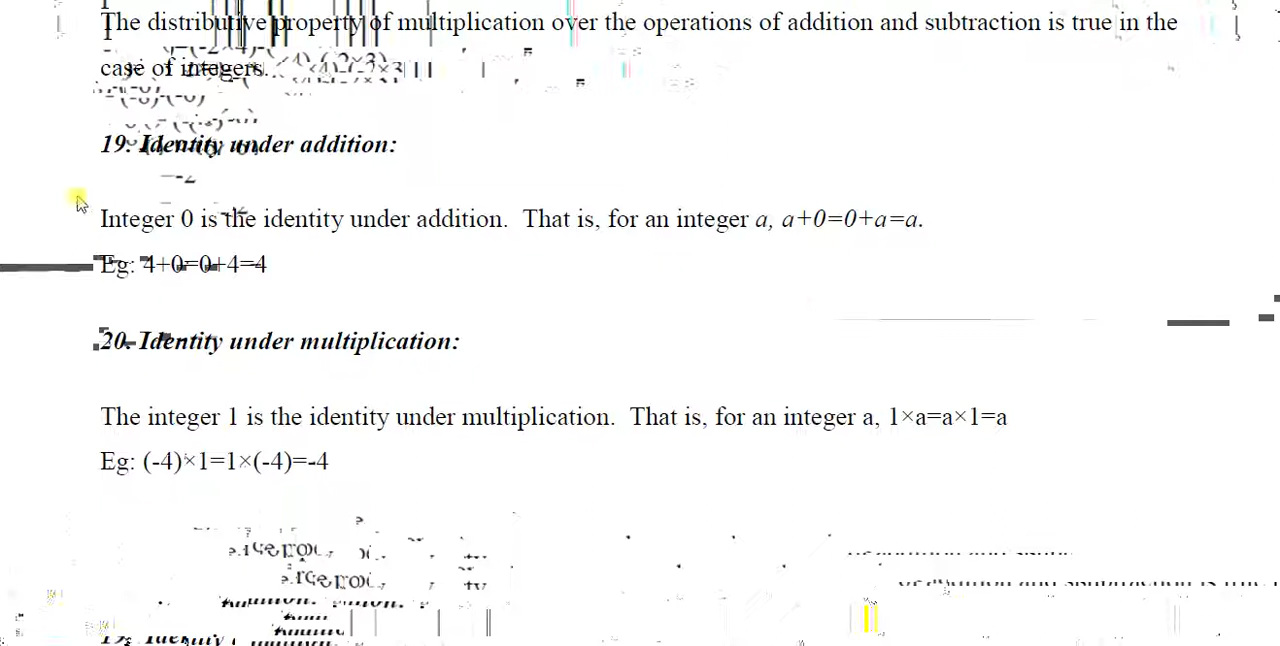 The distributive property of multiplication over the operations of addition and subtraction is true in the
case of integers.
19. Identity under addition:
Integer 0 is the identity under addition. That is, for an integer a, a+0=0+a=a.
Eg: 4+0=0+4=4
20. Identity under multiplication:
The integer 1 is the identity under multiplication. That is, for an integer a, 1×a=a×1=a
Eg: (-4)×1=1×(-4)=-4